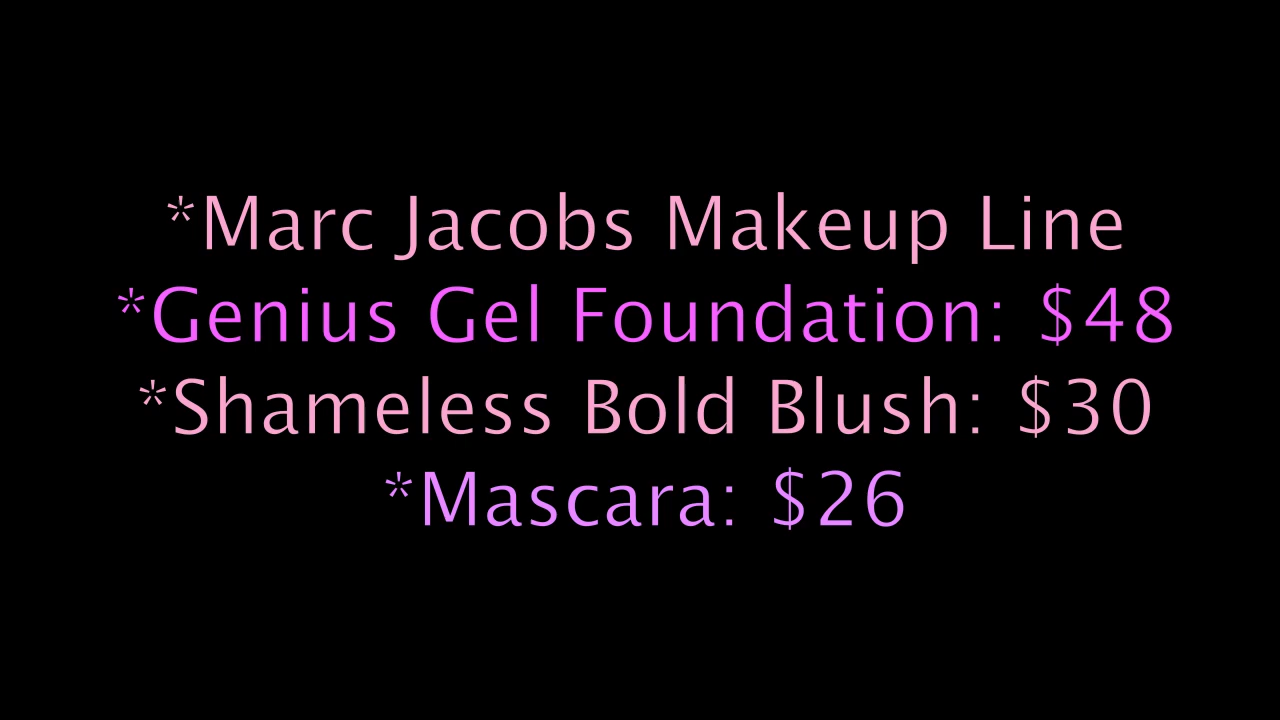 *Marc Jacobs Makeup Line
*Genius Gel Foundation: $48
*Shameless Bold Blush: $30
*Mascara: $26